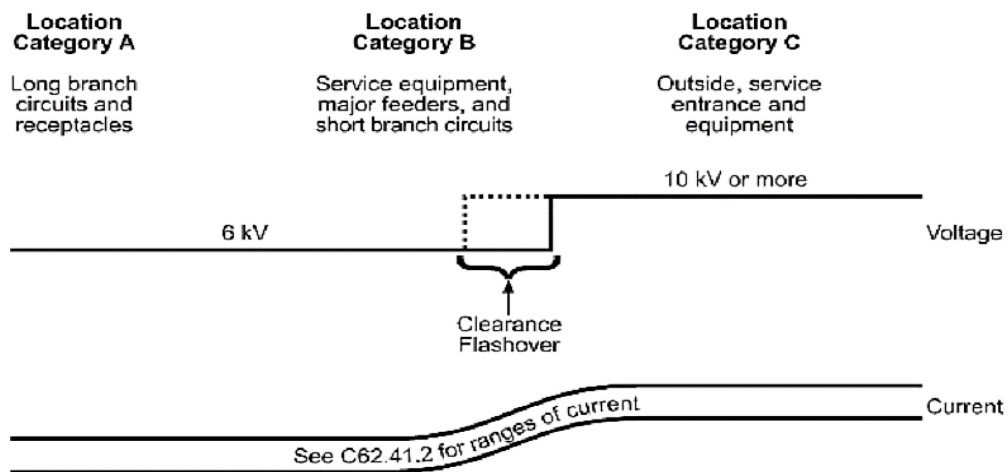 Location
Category A
Location
Category B
Location
Category C
Long branch
circuits and
receptacles
Service equipment,
major feeders, and
short branch circuits
Outside, service
entrance and
equipment
10 kV or more
6 kV
Voltage
Clearance
Flashover
Current
See C62.41.2 for ranges of current